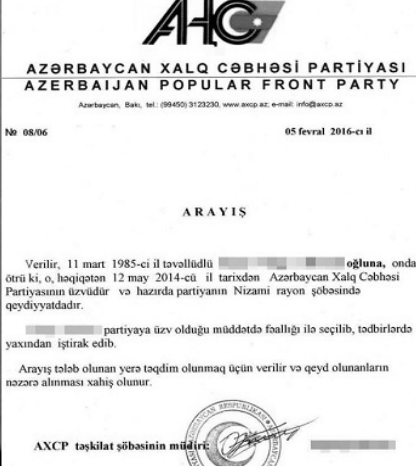 AXC
AZƏRBAYCAN XALQ CƏBHƏSİ PARTİYASI
AZERBAIJAN POPULAR FRONT PARTY
Azərbaycan, Bakı, tel.: (99450) 3123230, www.axcp.az; e-mail: info@axcp.az
№ 08/06 05 fevral 2016-cı il
ARAYIŞ
Verilir, 11 mart 1985-ci il təvəllüdlü oğluna, onda
ötrü ki, o, həqiqətən 12 may 2014-cü il tarixdən Azərbaycan Xalq Cəbhəsi
Partiyasının üzvüdür və hazırda partiyanın Nizami rayon şöbəsində
qeydiyyatdadır.
partiyaya üzv olduğu müddətdə fəallığı ilə seçilib, tədbirlərdə
yaxından iştirak edib.
Arayış tələb olunan yerə təqdim olunmaq üçün verilir və qeyd olunanların
nəzərə alınması xahiş olunur.
AXCP təşkilat şöbəsinin müdiri: